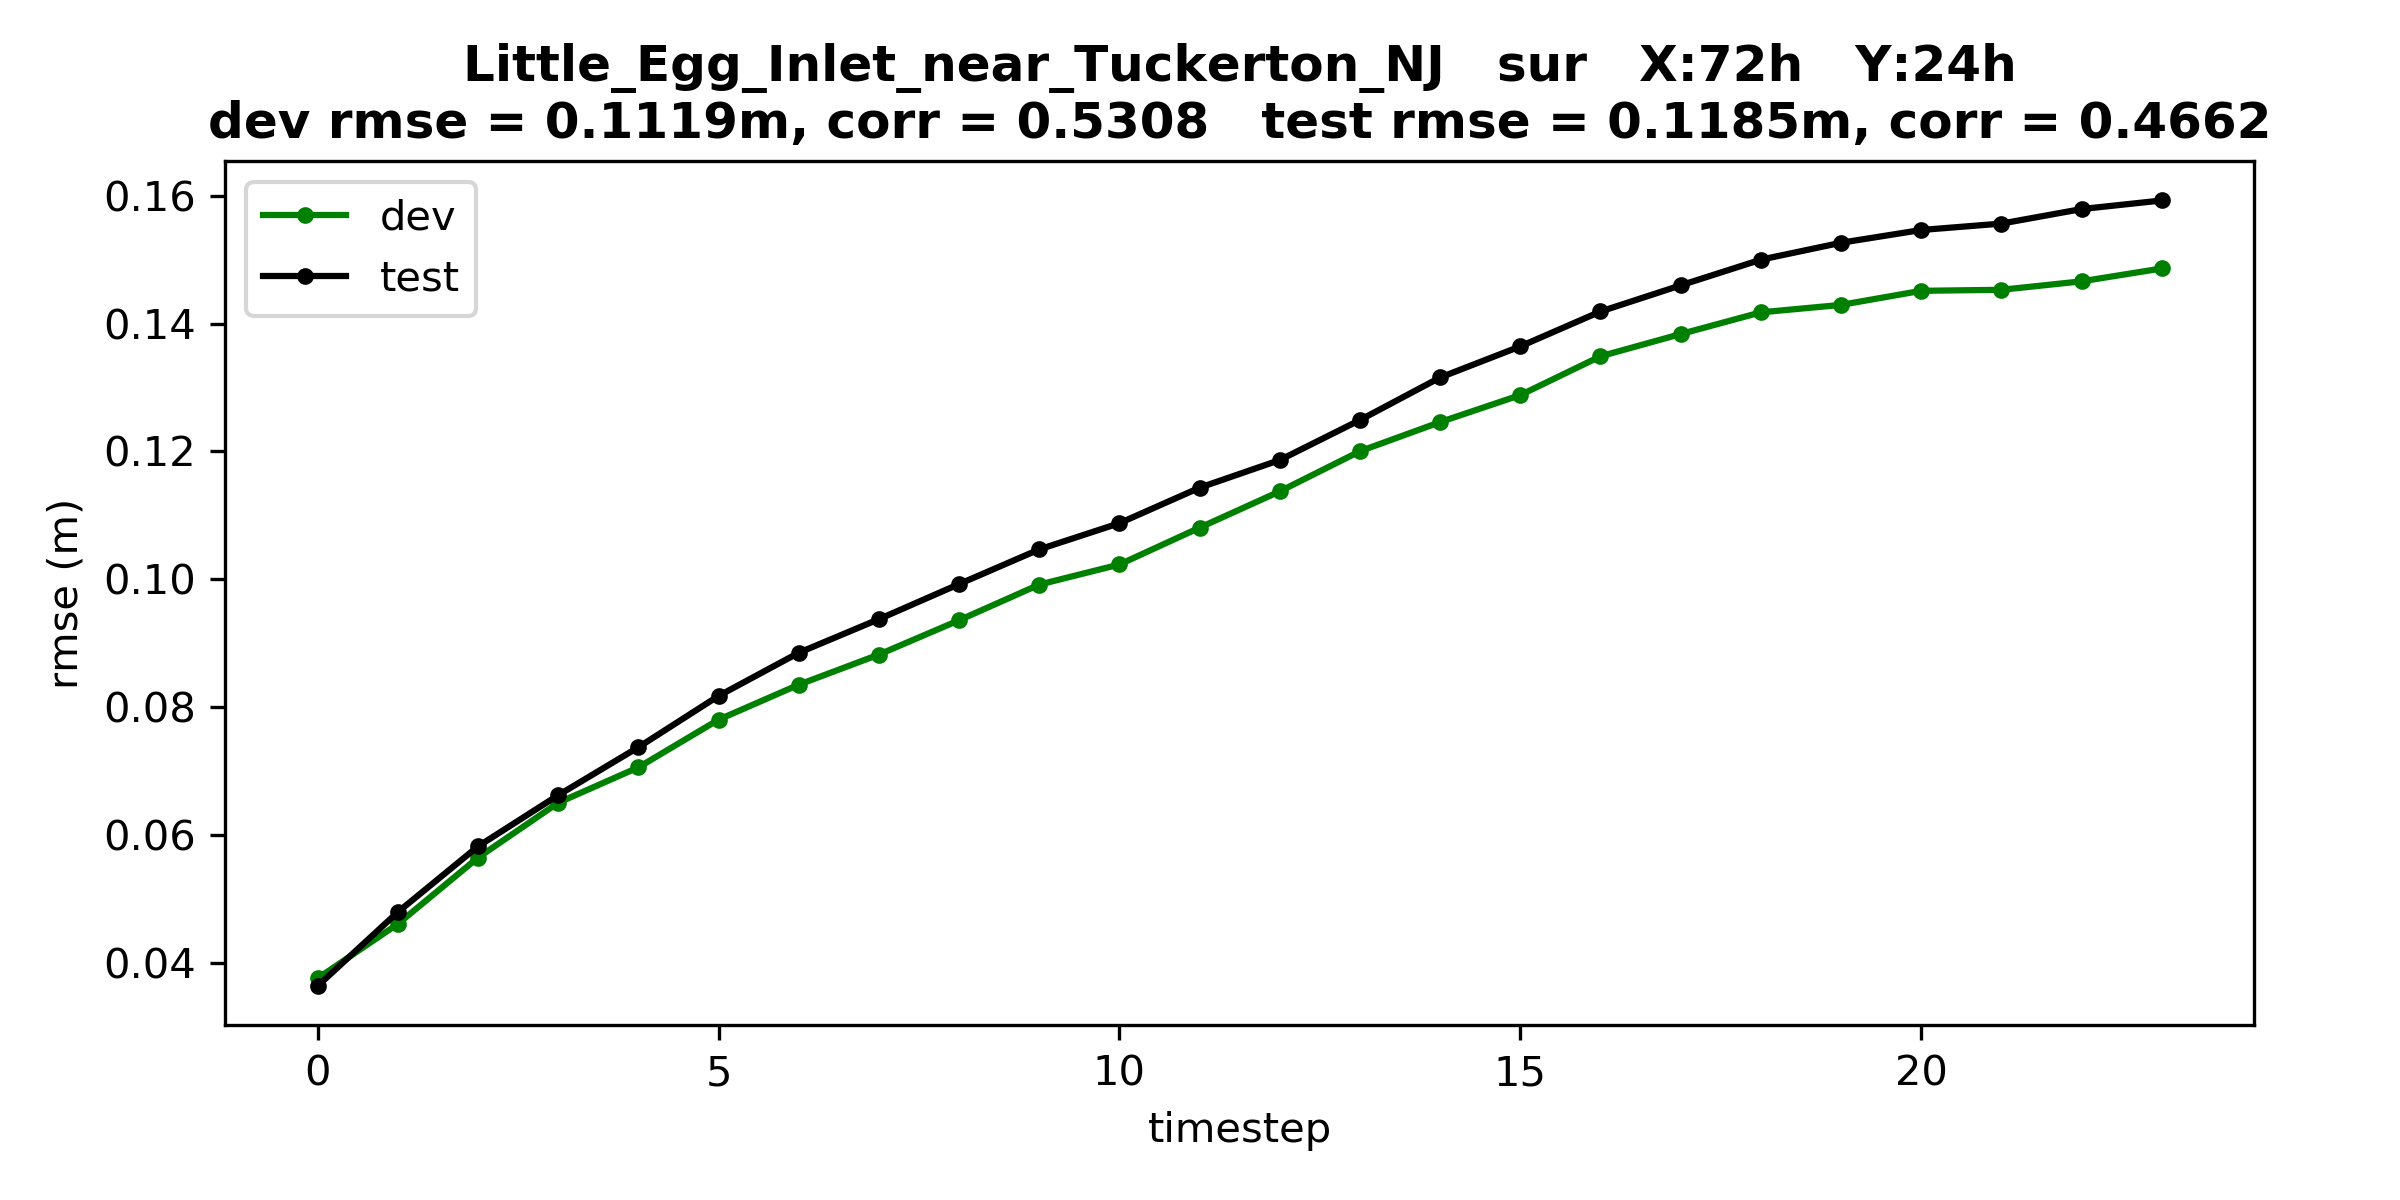 Little_Egg_Inlet_near_Tuckerton_NJ   sur   X:72h   Y:24h
dev rmse = 0.1119m, corr = 0.5308   test rmse = 0.1185m, corr = 0.4662
dev
test
0.16
0.14
0.12
0.10
0.08
0.06
0.04
rmse (m)
0 5 10 15 20
timestep